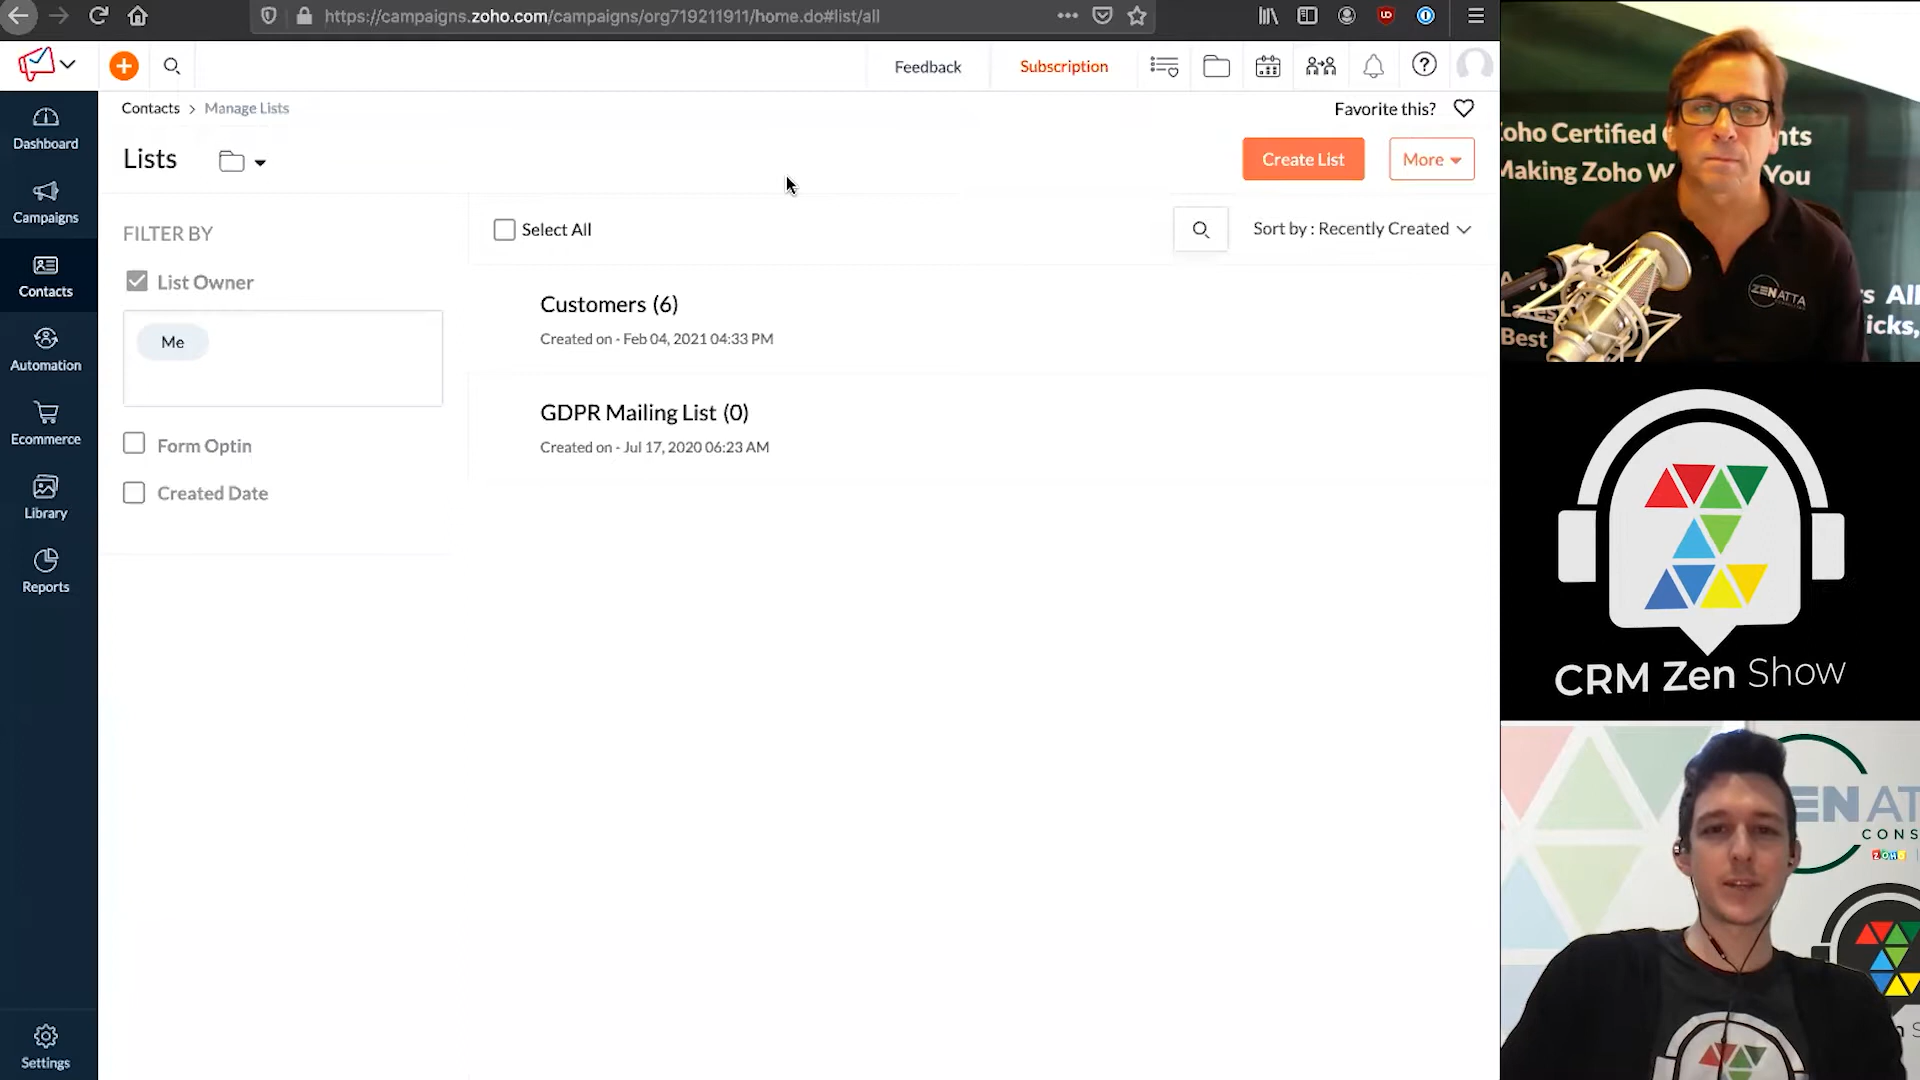 https://campaigns.zoho.com/campaigns/org719211911/home.do#list/all
Feedback
Subscription
Contacts > Manage Lists
Favorite this?
Lists
Create List
More
Dashboard
Campaigns
Contacts
Automation
Ecommerce
Library
Reports
Settings
FILTER BY
List Owner
Me
Form Optin
Created Date
Select All
Sort by : Recently Created
Customers (6)
Created on - Feb 04, 2021 04:33 PM
GDPR Mailing List (0)
Created on - Jul 17, 2020 06:23 AM
Zoho Certified
Making Zoho W
You
ZENATTA
s All
icks,
Best
CRM Zen Show
ZEN AT
CONS
ZOHO